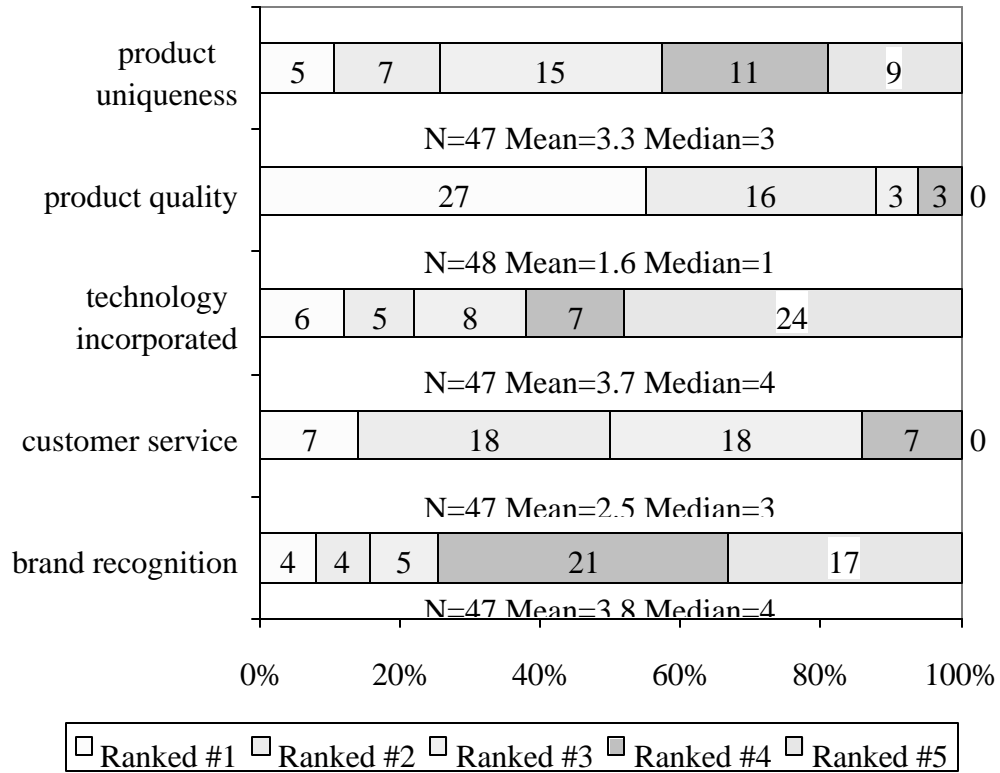 product
uniqueness
5 7 15 11 9
N=47 Mean=3.3 Median=3
product quality
27 16 3 3 0
N=48 Mean=1.6 Median=1
technology
incorporated
6 5 8 7 24
N=47 Mean=3.7 Median=4
customer service
7 18 18 7 0
N=47 Mean=2.5 Median=3
brand recognition
4 4 5 21 17
N=47 Mean=3.8 Median=4
0% 20% 40% 60% 80% 100%
Ranked #1 Ranked #2 Ranked #3 Ranked #4 Ranked #5